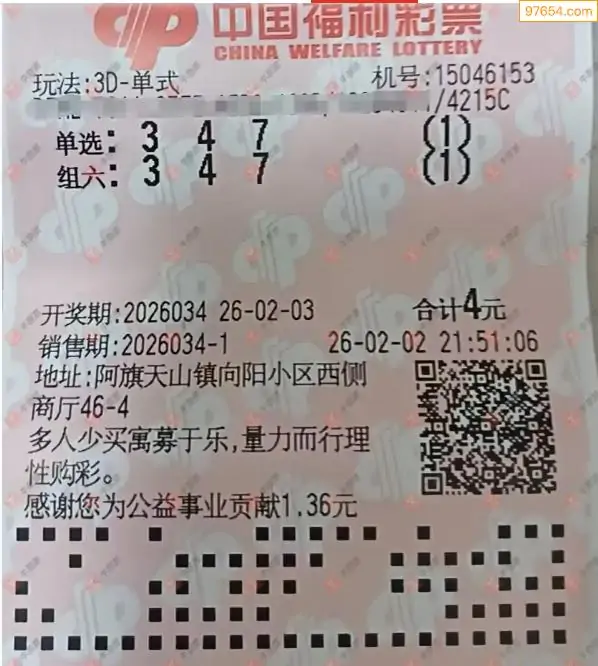 97654.com
中国福利彩票
CHINA WELFARE LOTTERY
玩法:3D-单式 机号:15046153
/4215C
单选: 3 4 7 (1)
组六: 3 4 7 (1)
开奖期:2026034 26-02-03 合计4元
销售期:2026034-1 26-02-02 21:51:06
地址:阿旗天山镇向阳小区西侧
商厅46-4
多人少买寓募于乐,量力而行理
性购彩。
感谢您为公益事业贡献1.36元